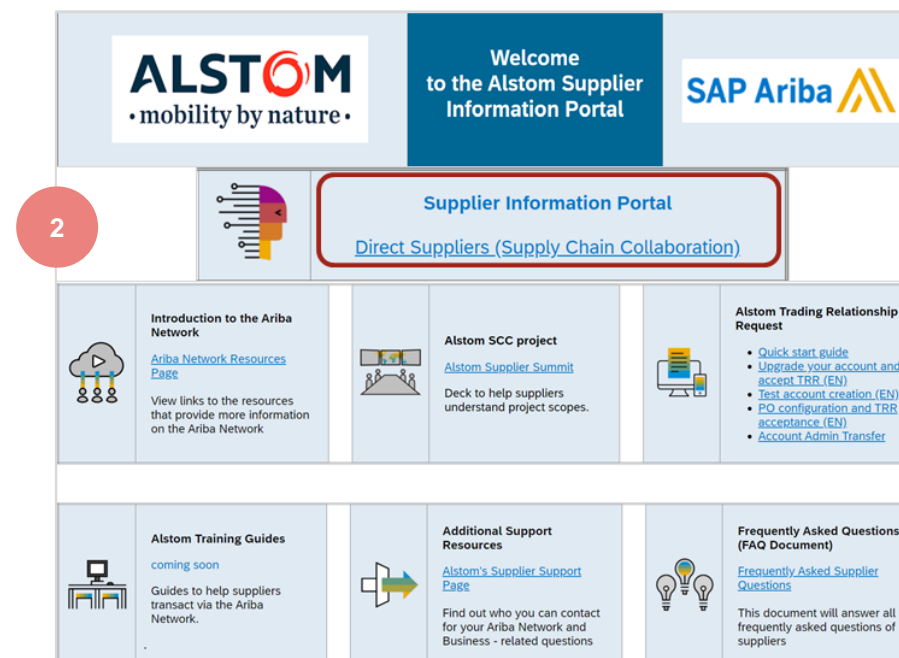 ALSTOM
• mobility by nature •
Welcome
to the Alstom Supplier
Information Portal
SAP Ariba
2
Supplier Information Portal
Direct Suppliers (Supply Chain Collaboration)
Introduction to the Ariba
Network
Ariba Network Resources
Page
View links to the resources
that provide more information
on the Ariba Network
Alstom SCC project
Alstom Supplier Summit
Deck to help suppliers
understand project scopes.
Alstom Trading Relationship
Request
• Quick start guide
• Upgrade your account and
accept TRR (EN)
• Test account creation (EN)
• PO configuration and TRR
acceptance (EN)
• Account Admin Transfer
Alstom Training Guides
coming soon
Guides to help suppliers
transact via the Ariba
Network.
.
Additional Support
Resources
Alstom's Supplier Support
Page
Find out who you can contact
for your Ariba Network and
Business - related questions
Frequently Asked Questions
(FAQ Document)
Frequently Asked Supplier
Questions
This document will answer all
frequently asked questions of
suppliers